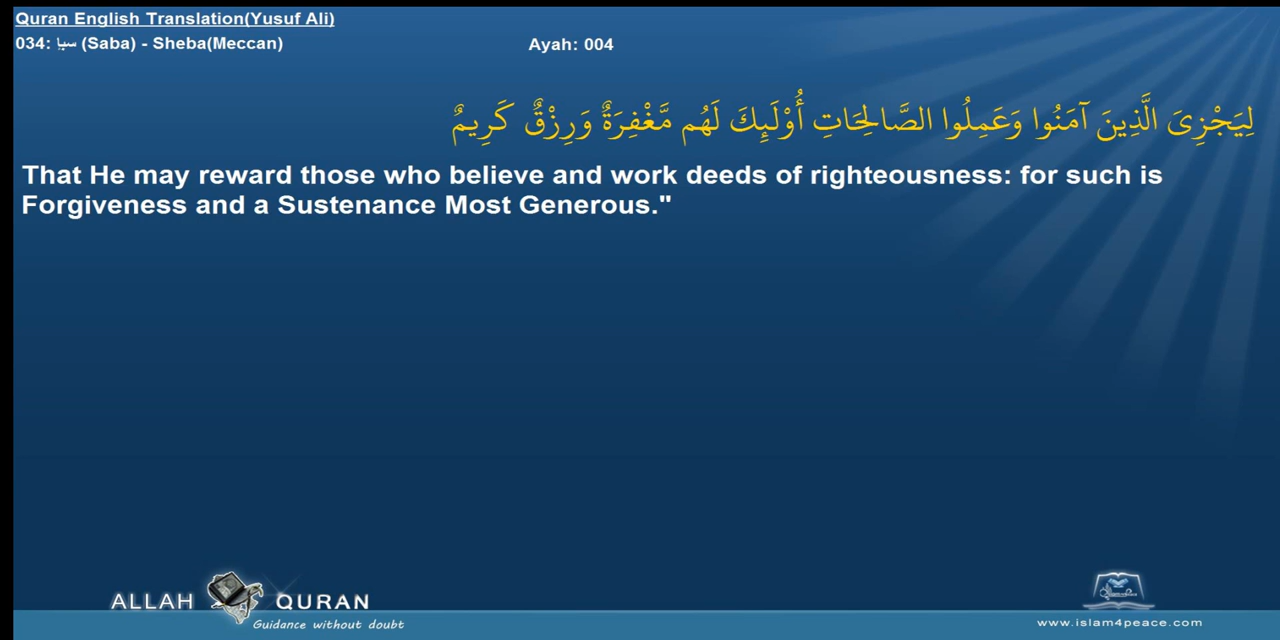 Quran English Translation(Yusuf Ali)
034: سبإ (Saba) - Sheba(Meccan)
Ayah: 004
لِيَجْزِىَ الَّذِينَ آمَنُوا وَعَمِلُوا الصَّالِحَاتِ أُوْلَئِكَ لَهُم مَّغْفِرَةٌ وَرِزْقٌ كَرِيمٌ
That He may reward those who believe and work deeds of righteousness: for such is
Forgiveness and a Sustenance Most Generous."
ALLAH QURAN
Guidance without doubt
www.islam4peace.com